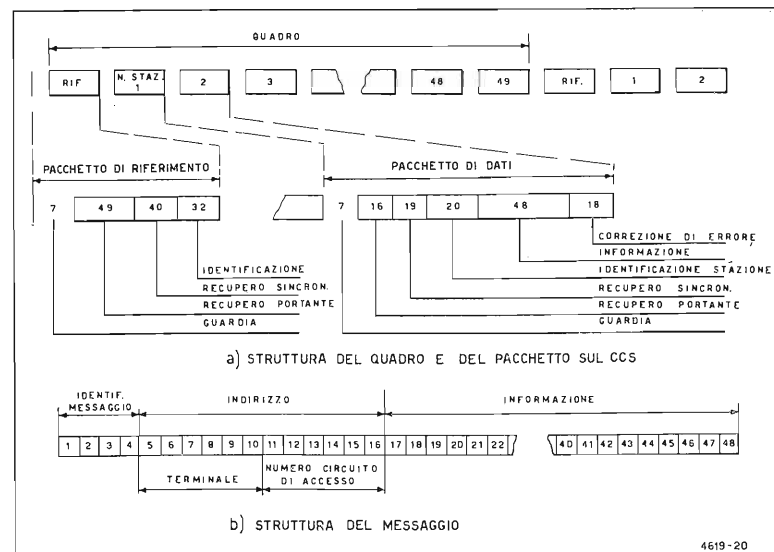 QUADRO
RIF N. STAZ. 1 2 3 48 49 RIF. 1 2
PACCHETTO DI RIFERIMENTO
PACCHETTO DI DATI
7 49 40 32 7 16 19 20 48 18
CORREZIONE DI ERRORE
INFORMAZIONE
IDENTIFICAZIONE IDENTIFICAZIONE STAZIONE
RECUPERO SINCRON. RECUPERO SINCRON.
RECUPERO PORTANTE RECUPERO PORTANTE
GUARDIA GUARDIA
a) STRUTTURA DEL QUADRO E DEL PACCHETTO SUL CCS
IDENTIF. MESSAGGIO INDIRIZZO INFORMAZIONE
1 2 3 4 5 6 7 8 9 10 11 12 13 14 15 16 17 18 19 20 21 22 40 41 42 43 44 45 46 47 48
TERMINALE NUMERO CIRCUITO DI ACCESSO
b) STRUTTURA DEL MESSAGGIO
4619-20